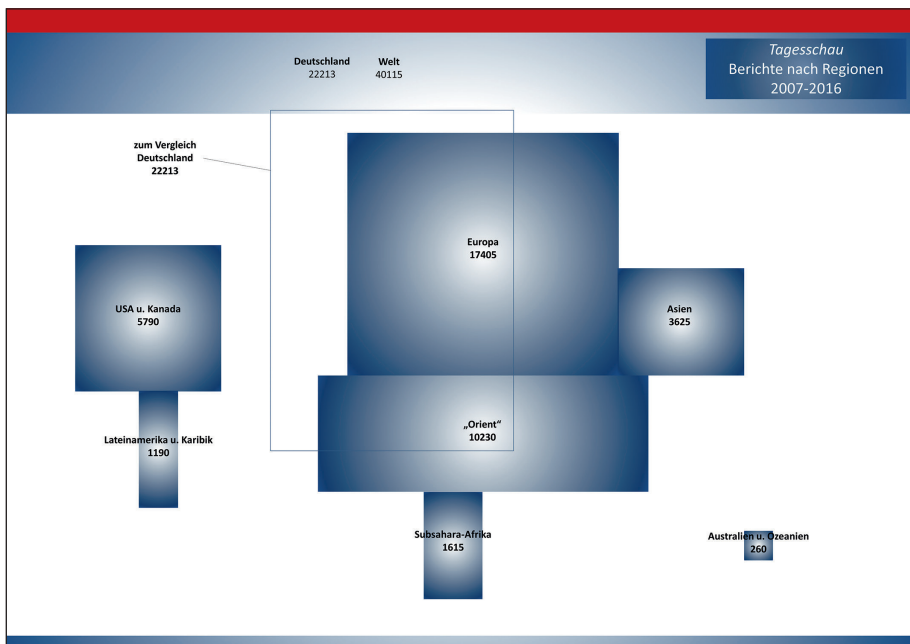 Tagesschau
Berichte nach Regionen
2007-2016
Deutschland Welt
22213 40115
zum Vergleich
Deutschland
22213
Europa
17405
USA u. Kanada
5790
Asien
3625
„Orient“
10230
Lateinamerika u. Karibik
1190
Subsahara-Afrika
1615
Australien u. Ozeanien
260